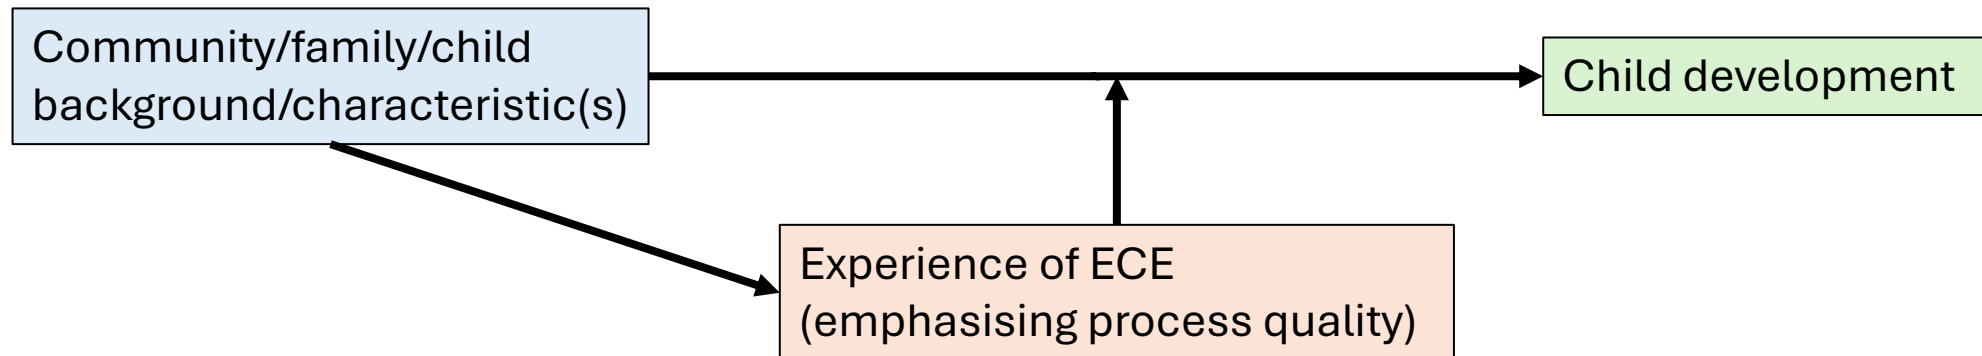 Community/family/child
background/characteristic(s)
Child development
Experience of ECE
(emphasising process quality)